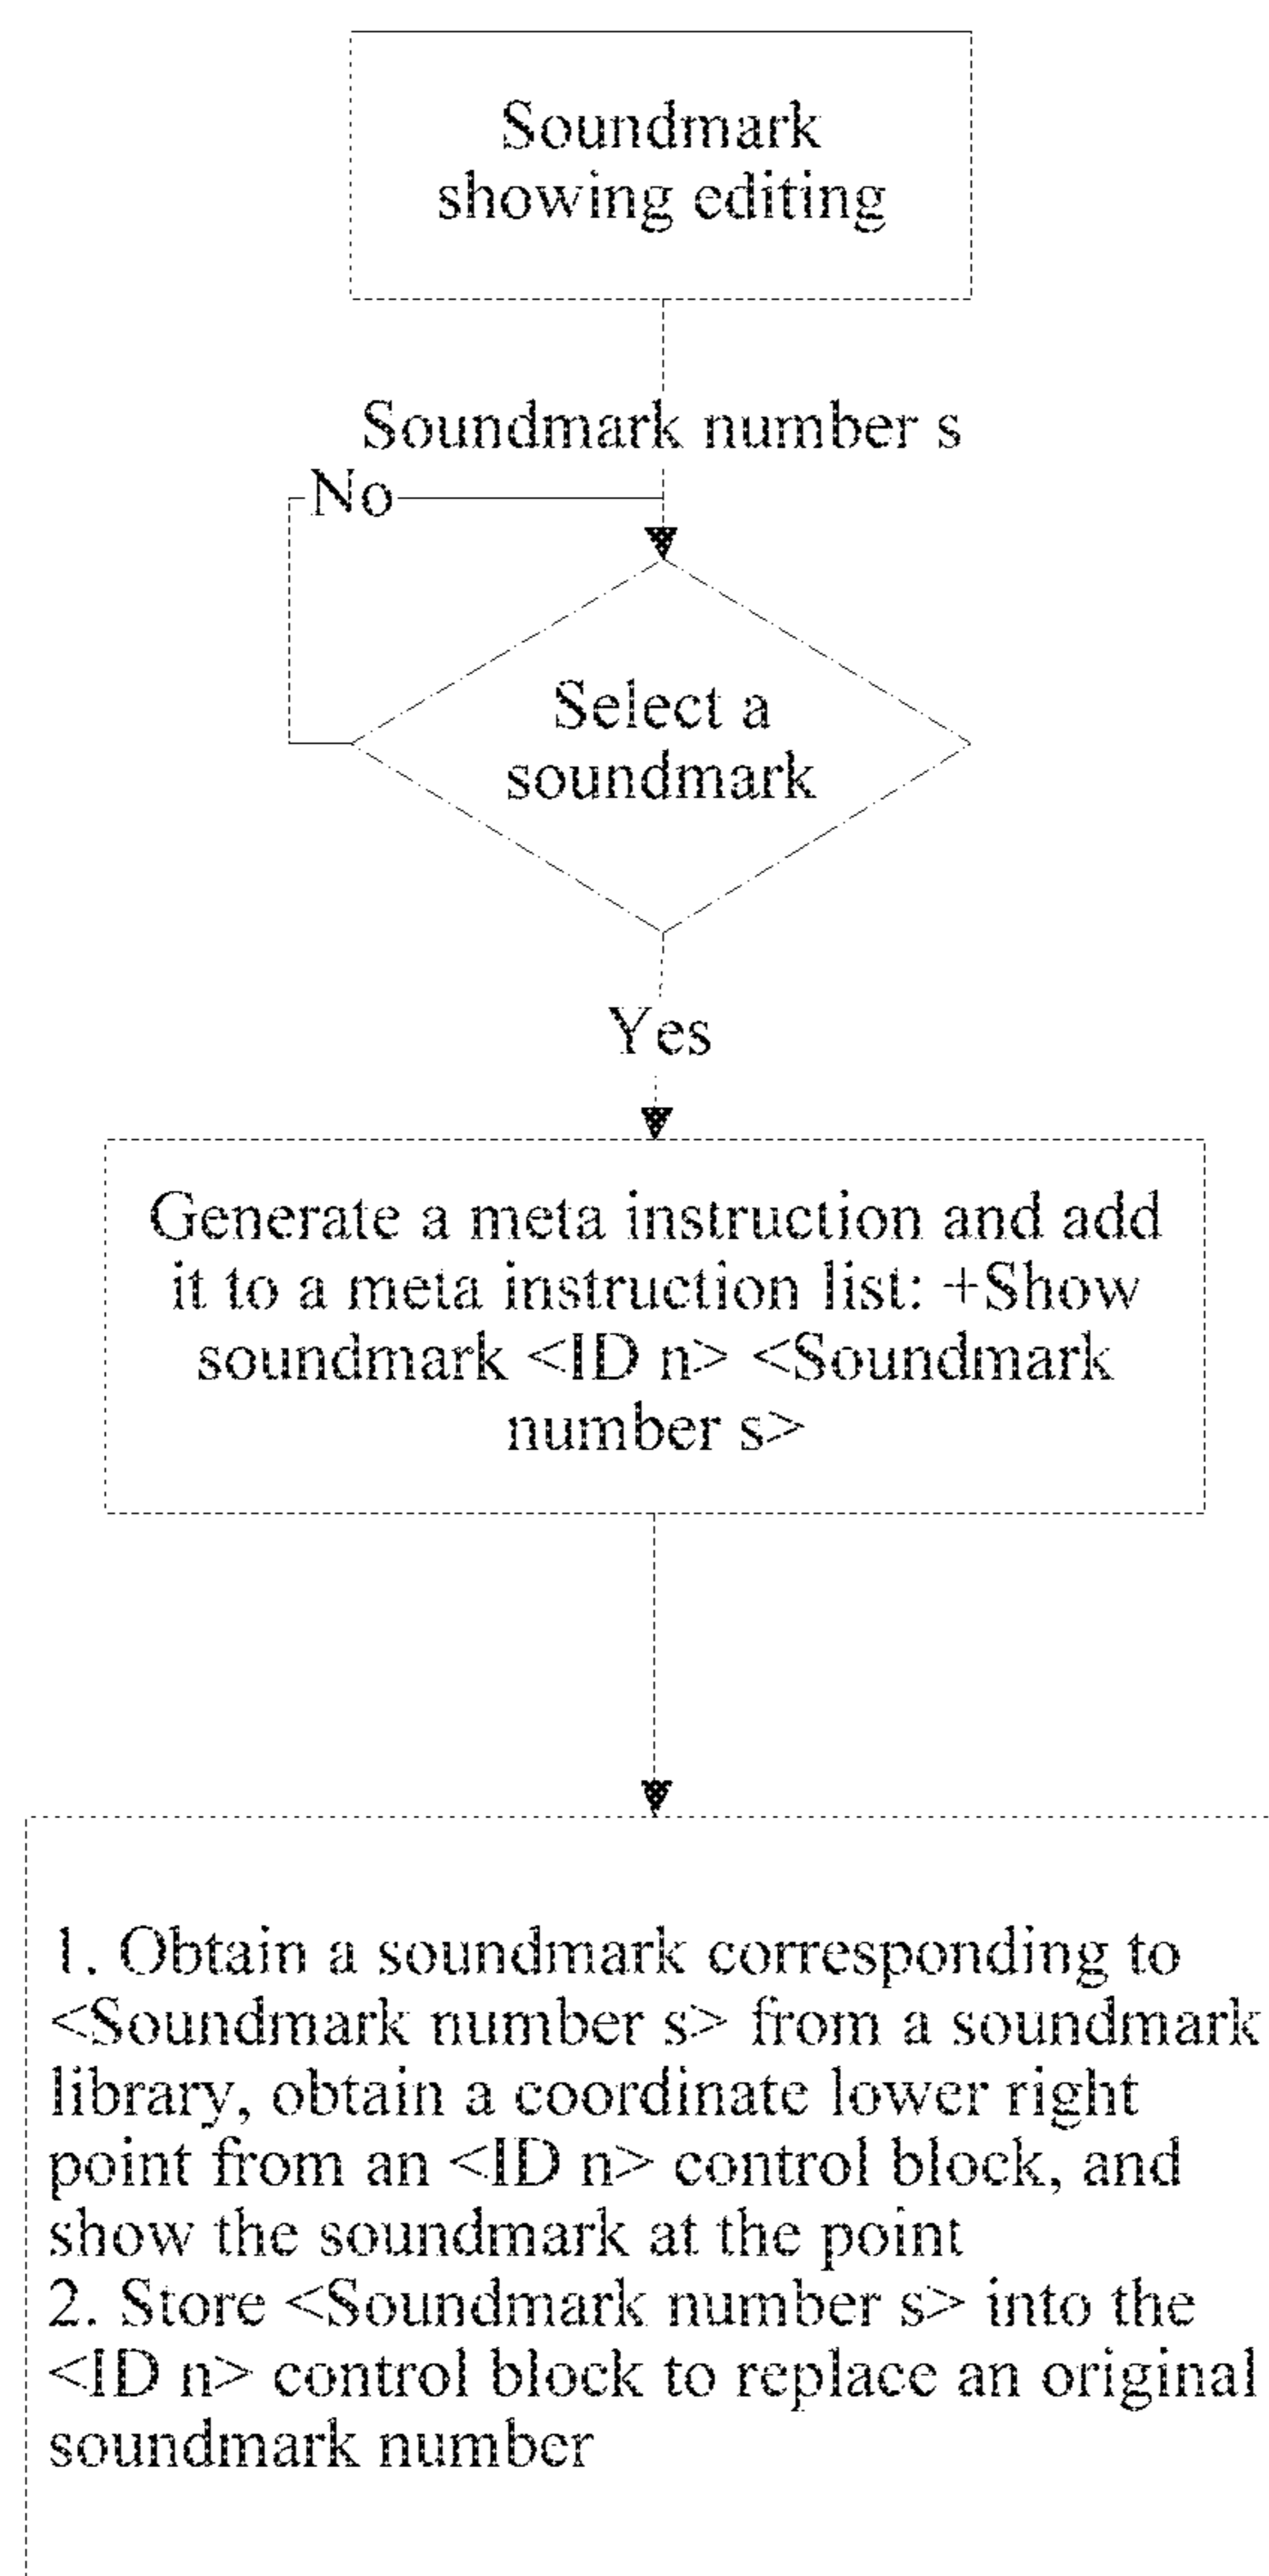 Soundmark
showing editing
Soundmark number s
No
Select a
soundmark
Yes
Generate a meta instruction and add
it to a meta instruction list: +Show
soundmark <ID n> <Soundmark
number s>
1. Obtain a soundmark corresponding to
<Soundmark number s> from a soundmark
library, obtain a coordinate lower right
point from an <ID n> control block, and
show the soundmark at the point
2. Store <Soundmark number s> into the
<ID n> control block to replace an original
soundmark number